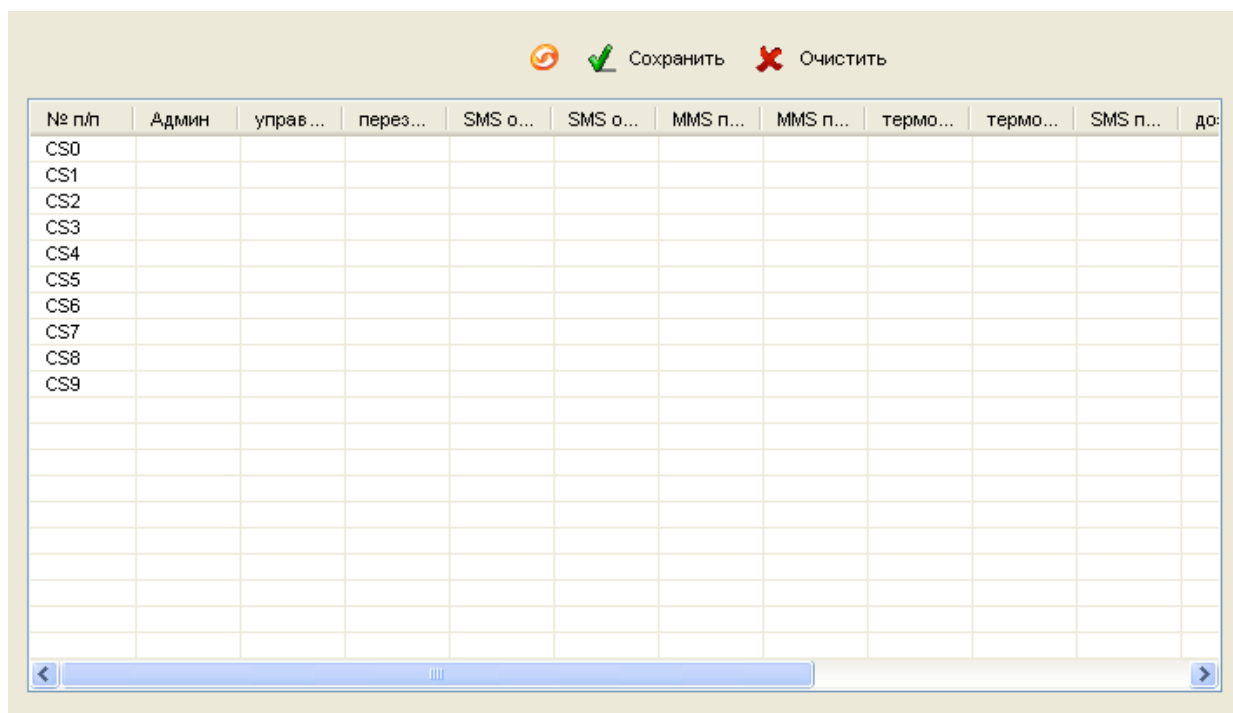 Сохранить Очистить
№ п/п Админ управ... перез... SMS о... SMS о... MMS п... MMS п... термо... термо... SMS п... до
CS0
CS1
CS2
CS3
CS4
CS5
CS6
CS7
CS8
CS9